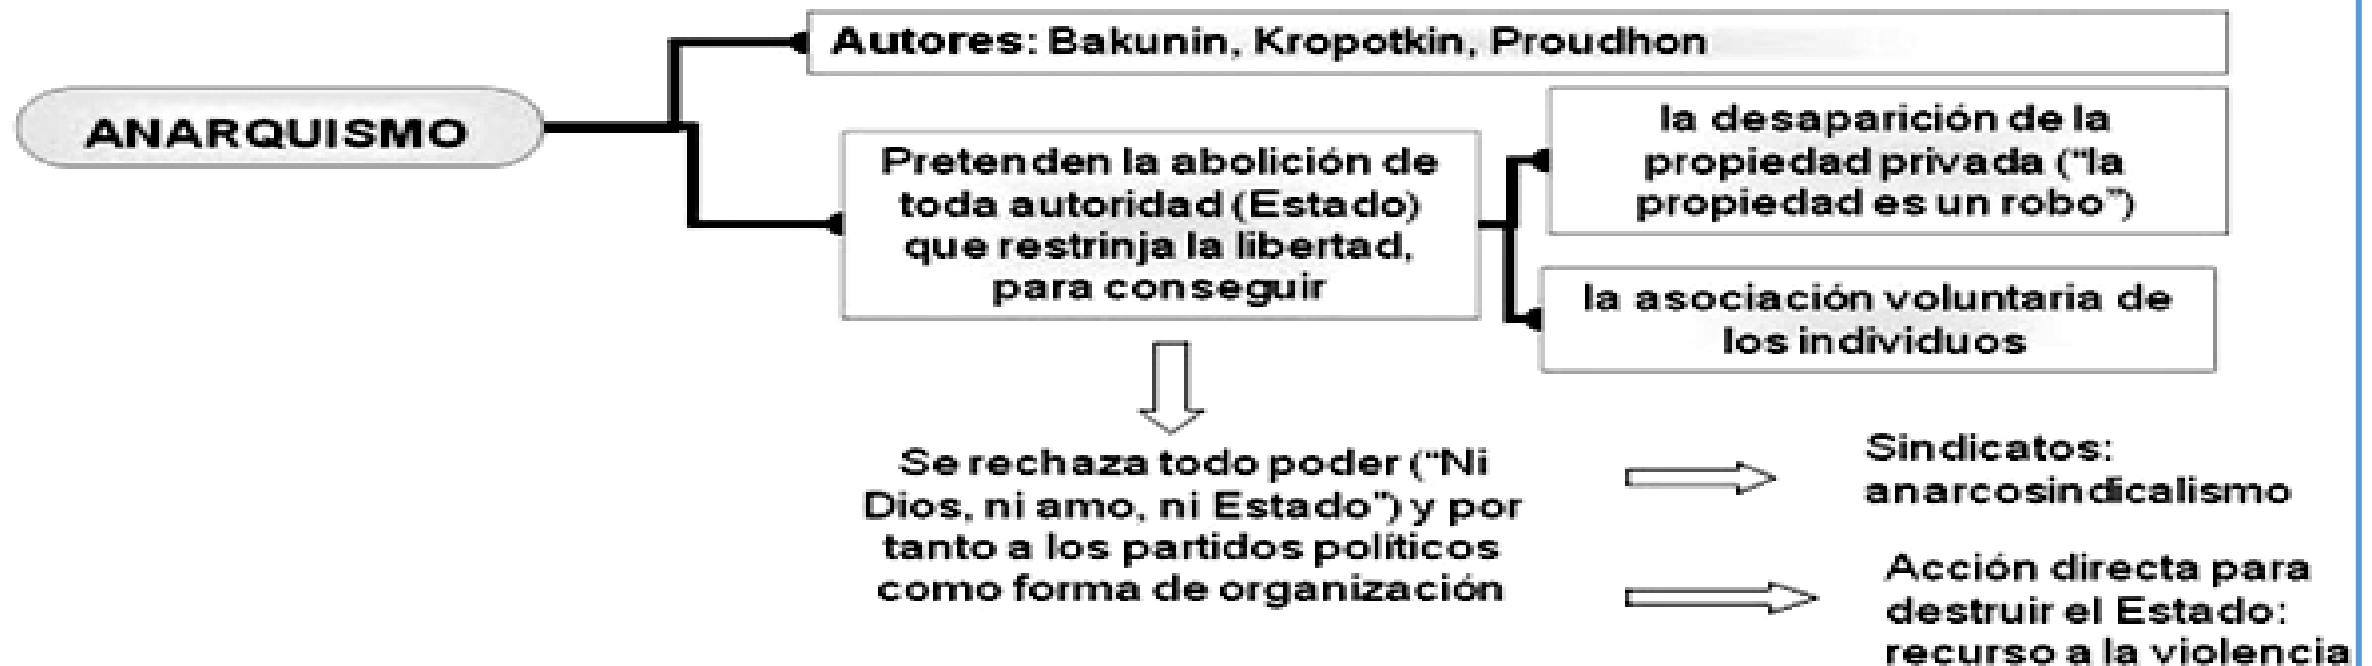 Autores: Bakunin, Kropotkin, Proudhon
ANARQUISMO
Pretenden la abolición de
toda autoridad (Estado)
que restrinja la libertad,
para conseguir
la desaparición de la
propiedad privada ("la
propiedad es un robo")
la asociación voluntaria de
los individuos
Se rechaza todo poder ("Ni
Dios, ni amo, ni Estado") y por
tanto a los partidos políticos
como forma de organización
Sindicatos:
anarcosindicalismo
Acción directa para
destruir el Estado:
recurso a la violencia